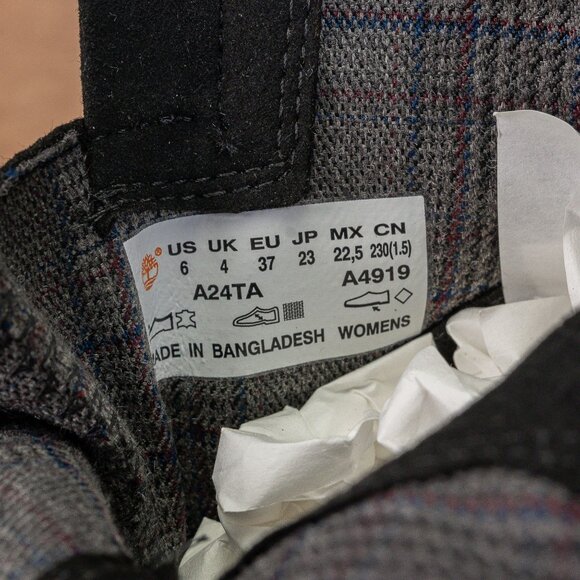 US UK EU JP MX CN
6 4 37 23 22,5 230(1.5)
A24TA A4919
MADE IN BANGLADESH WOMENS